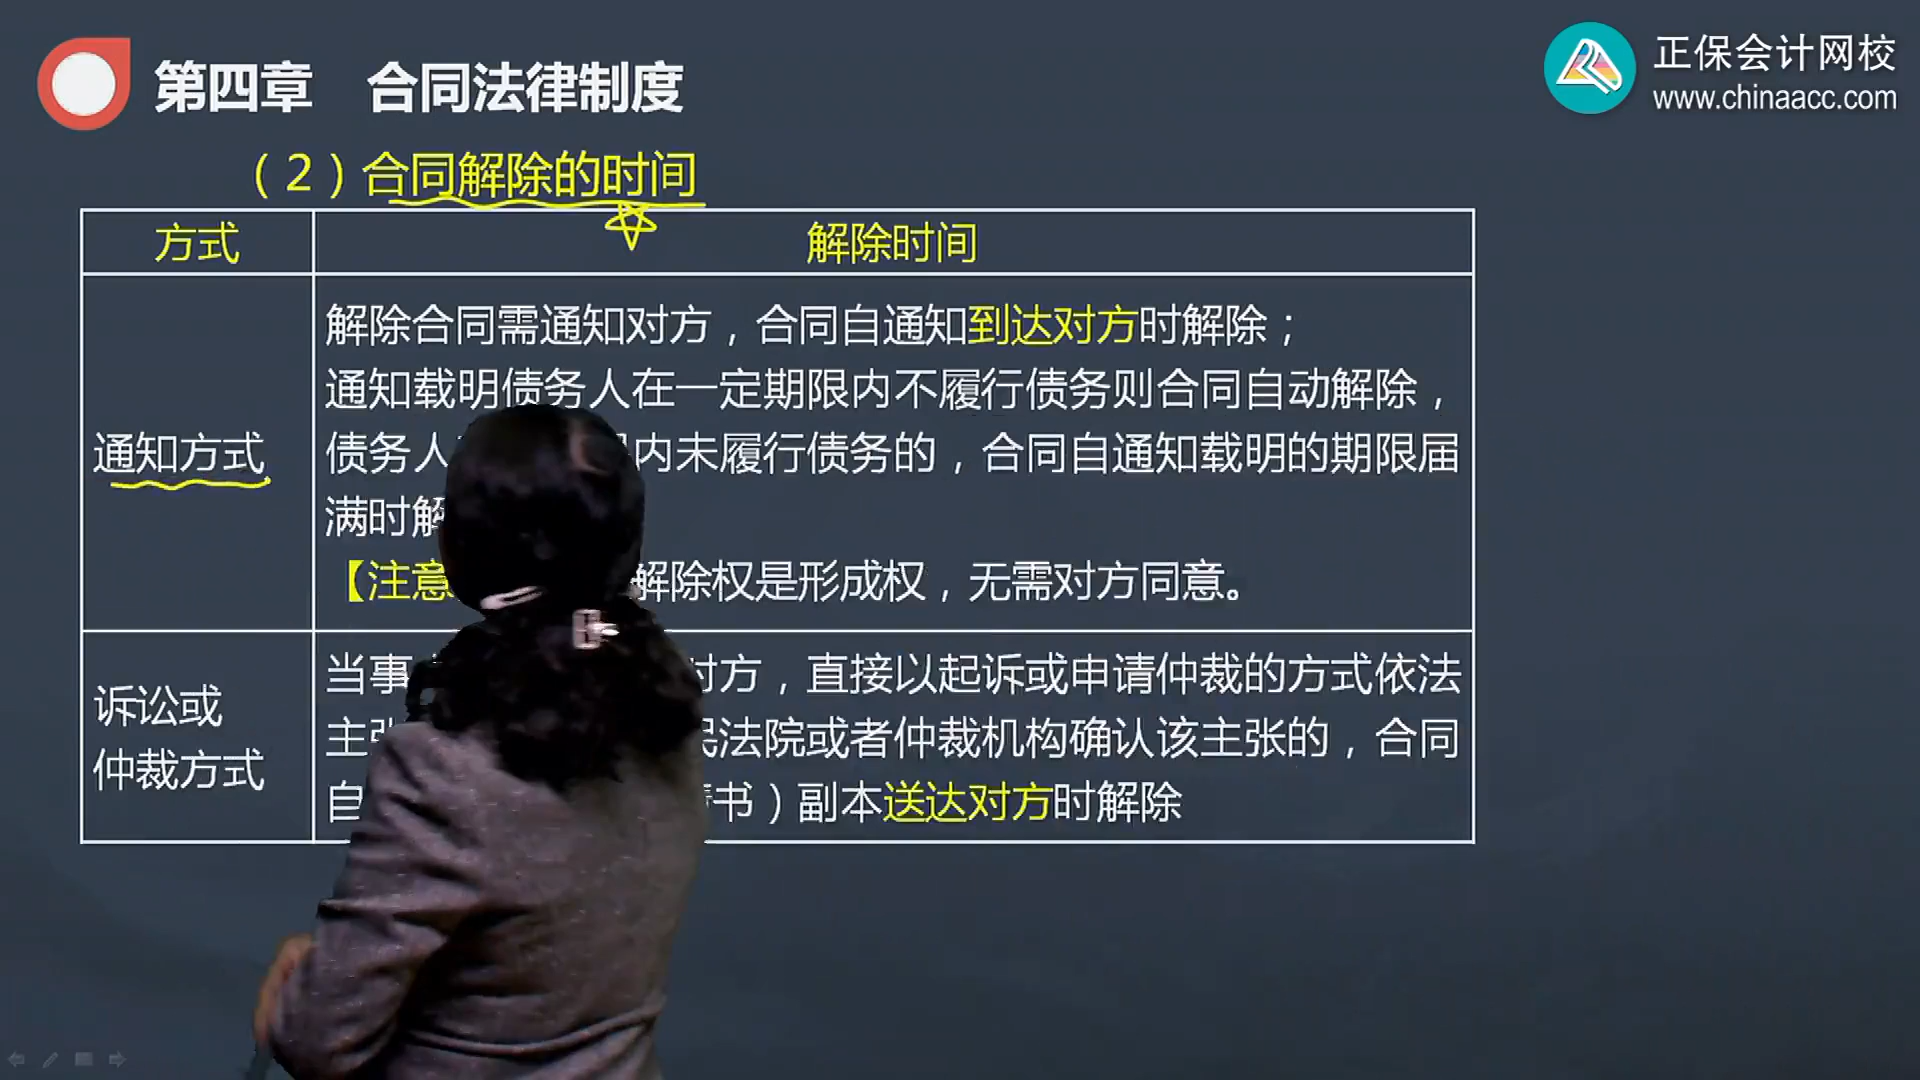 第四章 合同法律制度
正保会计网校
www.chinaacc.com
（2）合同解除的时间
方式 解除时间
通知方式
解除合同需通知对方，合同自通知到达对方时解除；
通知载明债务人在一定期限内不履行债务则合同自动解除，
债务人 内未履行债务的，合同自通知载明的期限届
满时解
【注意 解除权是形成权，无需对方同意。
诉讼或
仲裁方式
当事 对方，直接以起诉或申请仲裁的方式依法
主张 民法院或者仲裁机构确认该主张的，合同
自 请书）副本送达对方时解除